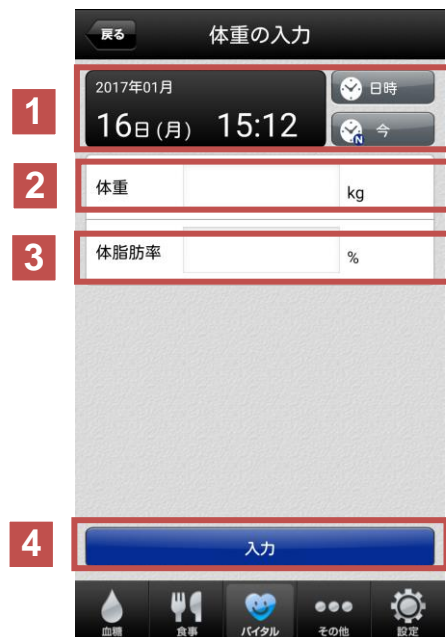 戻る 体重の入力
1
2017年01月
16日 (月) 15:12
日時
N 今
2
体重 kg
3
体脂肪率 %
4
入力
血糖 食事 バイタル その他 設定